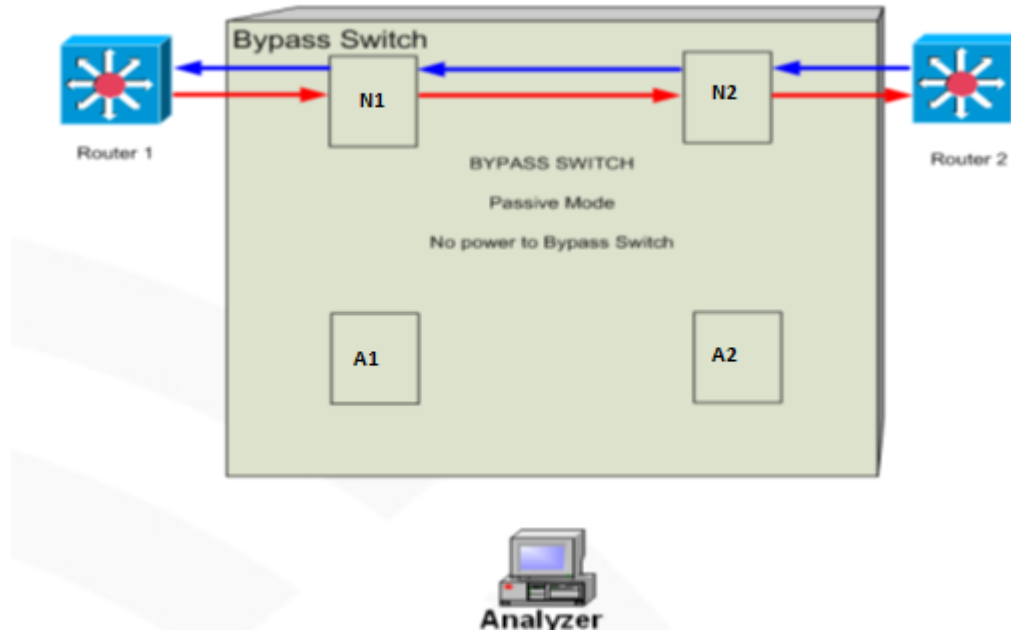 Bypass Switch
N1
N2
Router 1
Router 2
BYPASS SWITCH
Passive Mode
No power to Bypass Switch
A1
A2
Analyzer